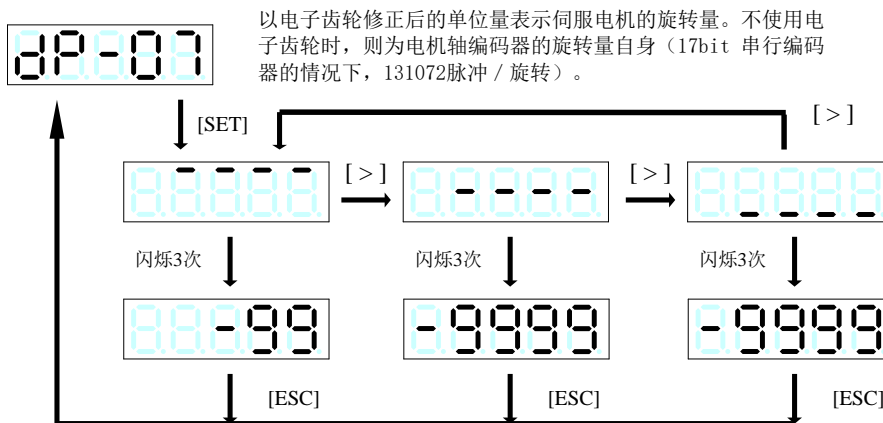 以电子齿轮修正后的单位量表示伺服电机的旋转量。不使用电
子齿轮时，则为电机轴编码器的旋转量自身（17bit 串行编码
器的情况下，131072脉冲／旋转）。
dP-07
[SET]
[＞]
[＞]
[＞]
---- 
----
----
闪烁3次
闪烁3次
闪烁3次
-99
-9999
-9999
[ESC]
[ESC]
[ESC]